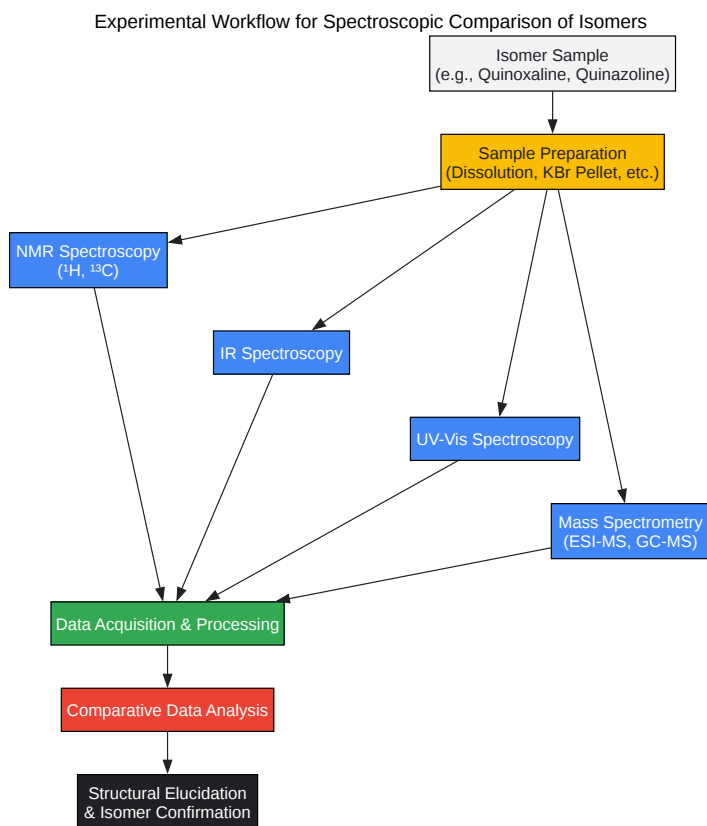 Experimental Workflow for Spectroscopic Comparison of Isomers
Isomer Sample
(e.g., Quinoxaline, Quinazoline)
Sample Preparation
(Dissolution, KBr Pellet, etc.)
NMR Spectroscopy
(¹H, ¹³C)
IR Spectroscopy
UV-Vis Spectroscopy
Mass Spectrometry
(ESI-MS, GC-MS)
Data Acquisition & Processing
Comparative Data Analysis
Structural Elucidation
& Isomer Confirmation